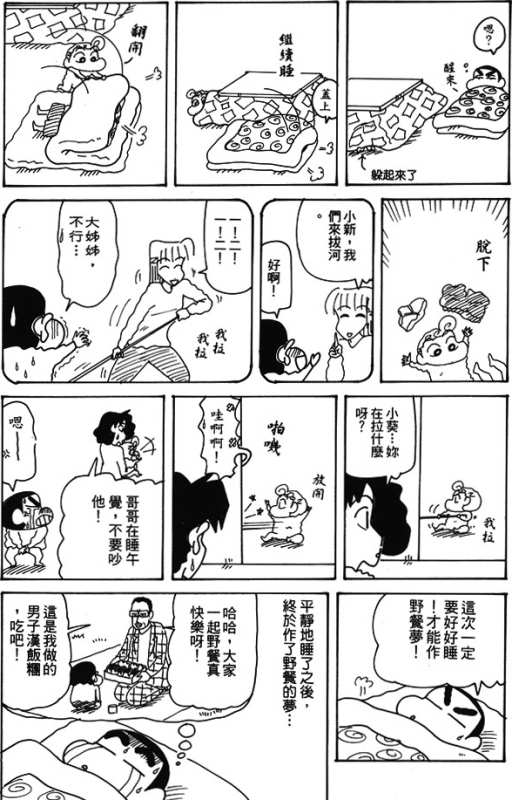 嗯?
醒來
躲起來了
繼續睡
蓋上
翻開
脫下
小新,我
們來拔河
。
好啊!
一!二!
一!二!
我拉
我拉
大姊姊,
不行…
小葵…妳
在拉什麼
呀?
我拉
啪嘰
放開
哇啊啊!
哥哥在睡午
覺,不要吵
他!
嗯—
這次一定
要好好睡
!才能作
野餐夢!
平靜地睡了之後,
終於作了野餐的夢…
哈哈,大家
一起野餐真
快樂呀!
這是我做的
男子漢飯糰
,吃吧!